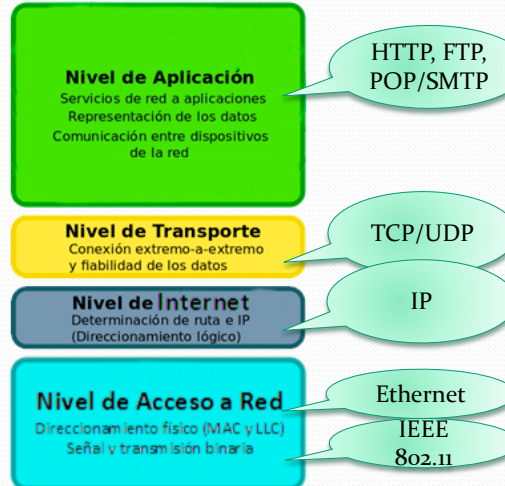 Nivel de Aplicación
Servicios de red a aplicaciones
Representación de los datos
Comunicación entre dispositivos
de la red
HTTP, FTP,
POP/SMTP
Nivel de Transporte
Conexión extremo-a-extremo
y fiabilidad de los datos
TCP/UDP
Nivel de Internet
Determinación de ruta e IP
(Direccionamiento lógico)
IP
Nivel de Acceso a Red
Direccionamiento físico (MAC y LLC)
Señal y transmisión binaria
Ethernet
IEEE
802.11